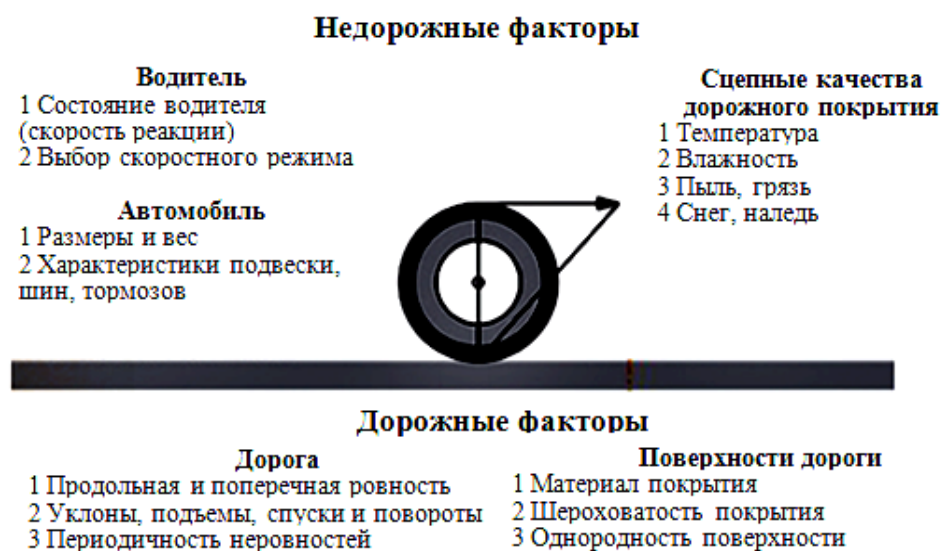 Недорожные факторы
Водитель
1 Состояние водителя
(скорость реакции)
2 Выбор скоростного режима
Автомобиль
1 Размеры и вес
2 Характеристики подвески,
шин, тормозов
Сцепные качества
дорожного покрытия
1 Температура
2 Влажность
3 Пыль, грязь
4 Снег, наледь
Дорожные факторы
Дорога
1 Продольная и поперечная ровность
2 Уклоны, подъемы, спуски и повороты
3 Периодичность неровностей
Поверхности дороги
1 Материал покрытия
2 Шероховатость покрытия
3 Однородность поверхности